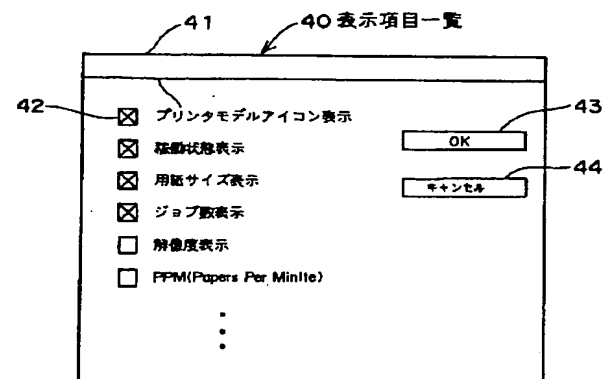 41
40 表示項目一覧
42
プリンタモデルアイコン表示
43
OK
稼働状態表示
44
用紙サイズ表示
キャンセル
ジョブ数表示
解像度表示
PPM(Papers Per Minite)